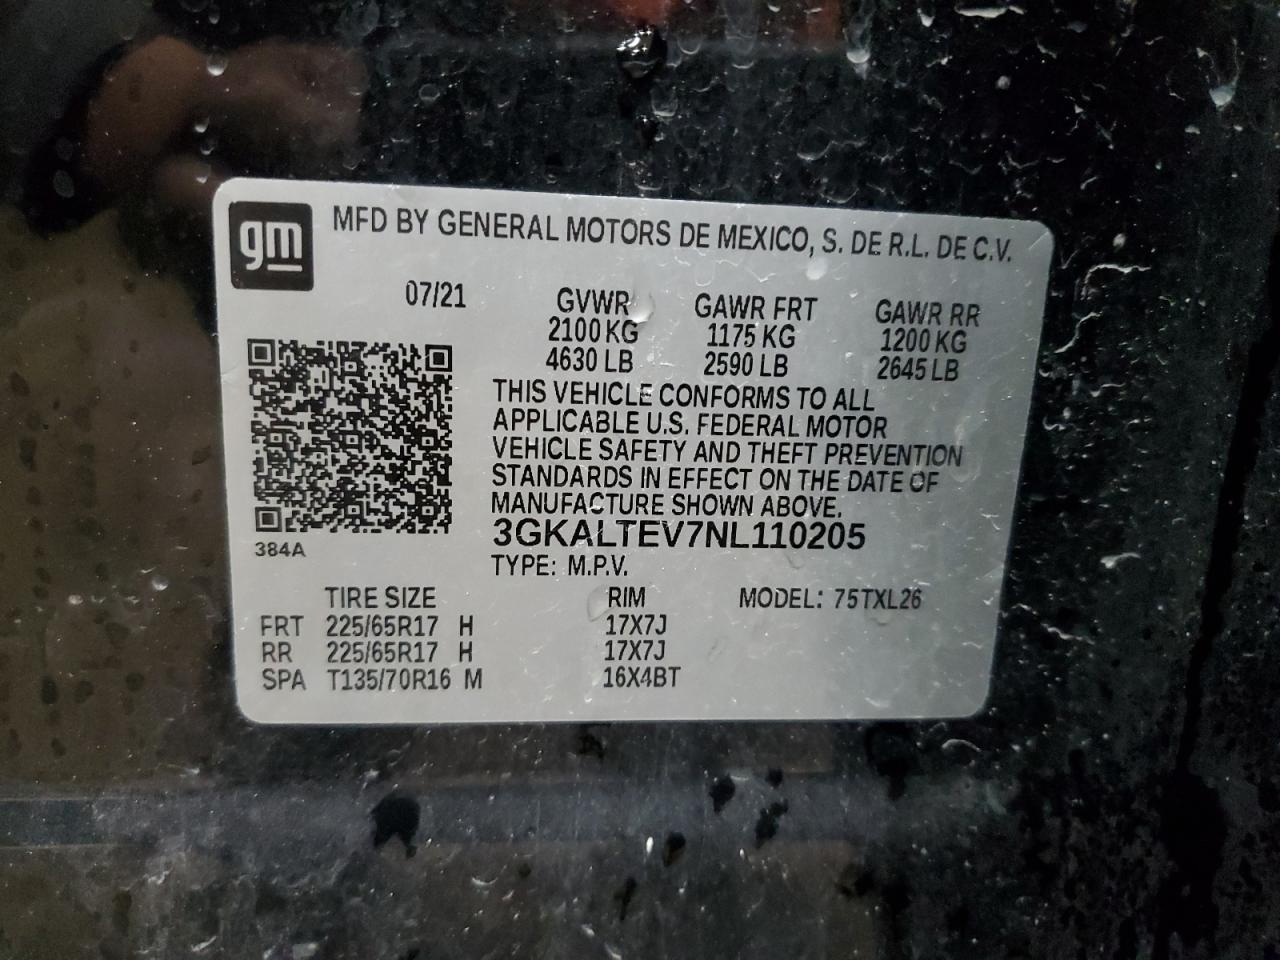 gm
MFD BY GENERAL MOTORS DE MEXICO, S. DE R.L. DE C.V.
07/21 GVWR GAWR FRT GAWR RR
2100 KG 1175 KG 1200 KG
4630 LB 2590 LB 2645 LB
THIS VEHICLE CONFORMS TO ALL
APPLICABLE U.S. FEDERAL MOTOR
VEHICLE SAFETY AND THEFT PREVENTION
STANDARDS IN EFFECT ON THE DATE OF
MANUFACTURE SHOWN ABOVE.
3GKALTEV7NL110205
384A
TYPE: M.P.V.
TIRE SIZE RIM MODEL: 75TXL26
FRT 225/65R17 H 17X7J
RR 225/65R17 H 17X7J
SPA T135/70R16 M 16X4BT